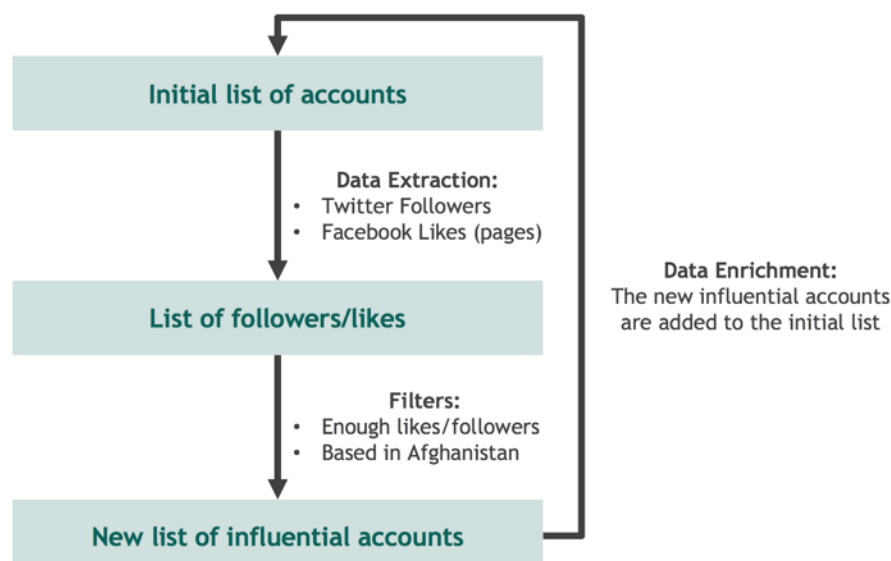 Initial list of accounts
Data Extraction:
• Twitter Followers
• Facebook Likes (pages)
List of followers/likes
Data Enrichment:
The new influential accounts
are added to the initial list
Filters:
• Enough likes/followers
• Based in Afghanistan
New list of influential accounts